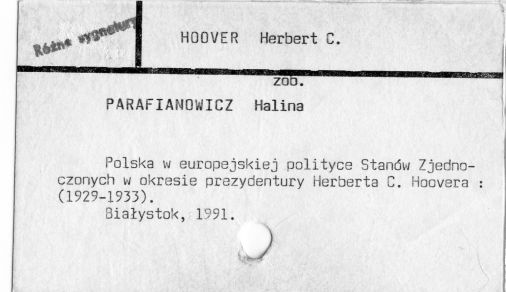 Różne sygnatury
HOOVER Herbert C.
zob.
PARAFIANOWICZ Halina
Polska w europejskiej polityce Stanów Zjedno-
czonych w okresie prezydentury Herberta C. Hoovera :
(1929-1933).
Białystok, 1991.